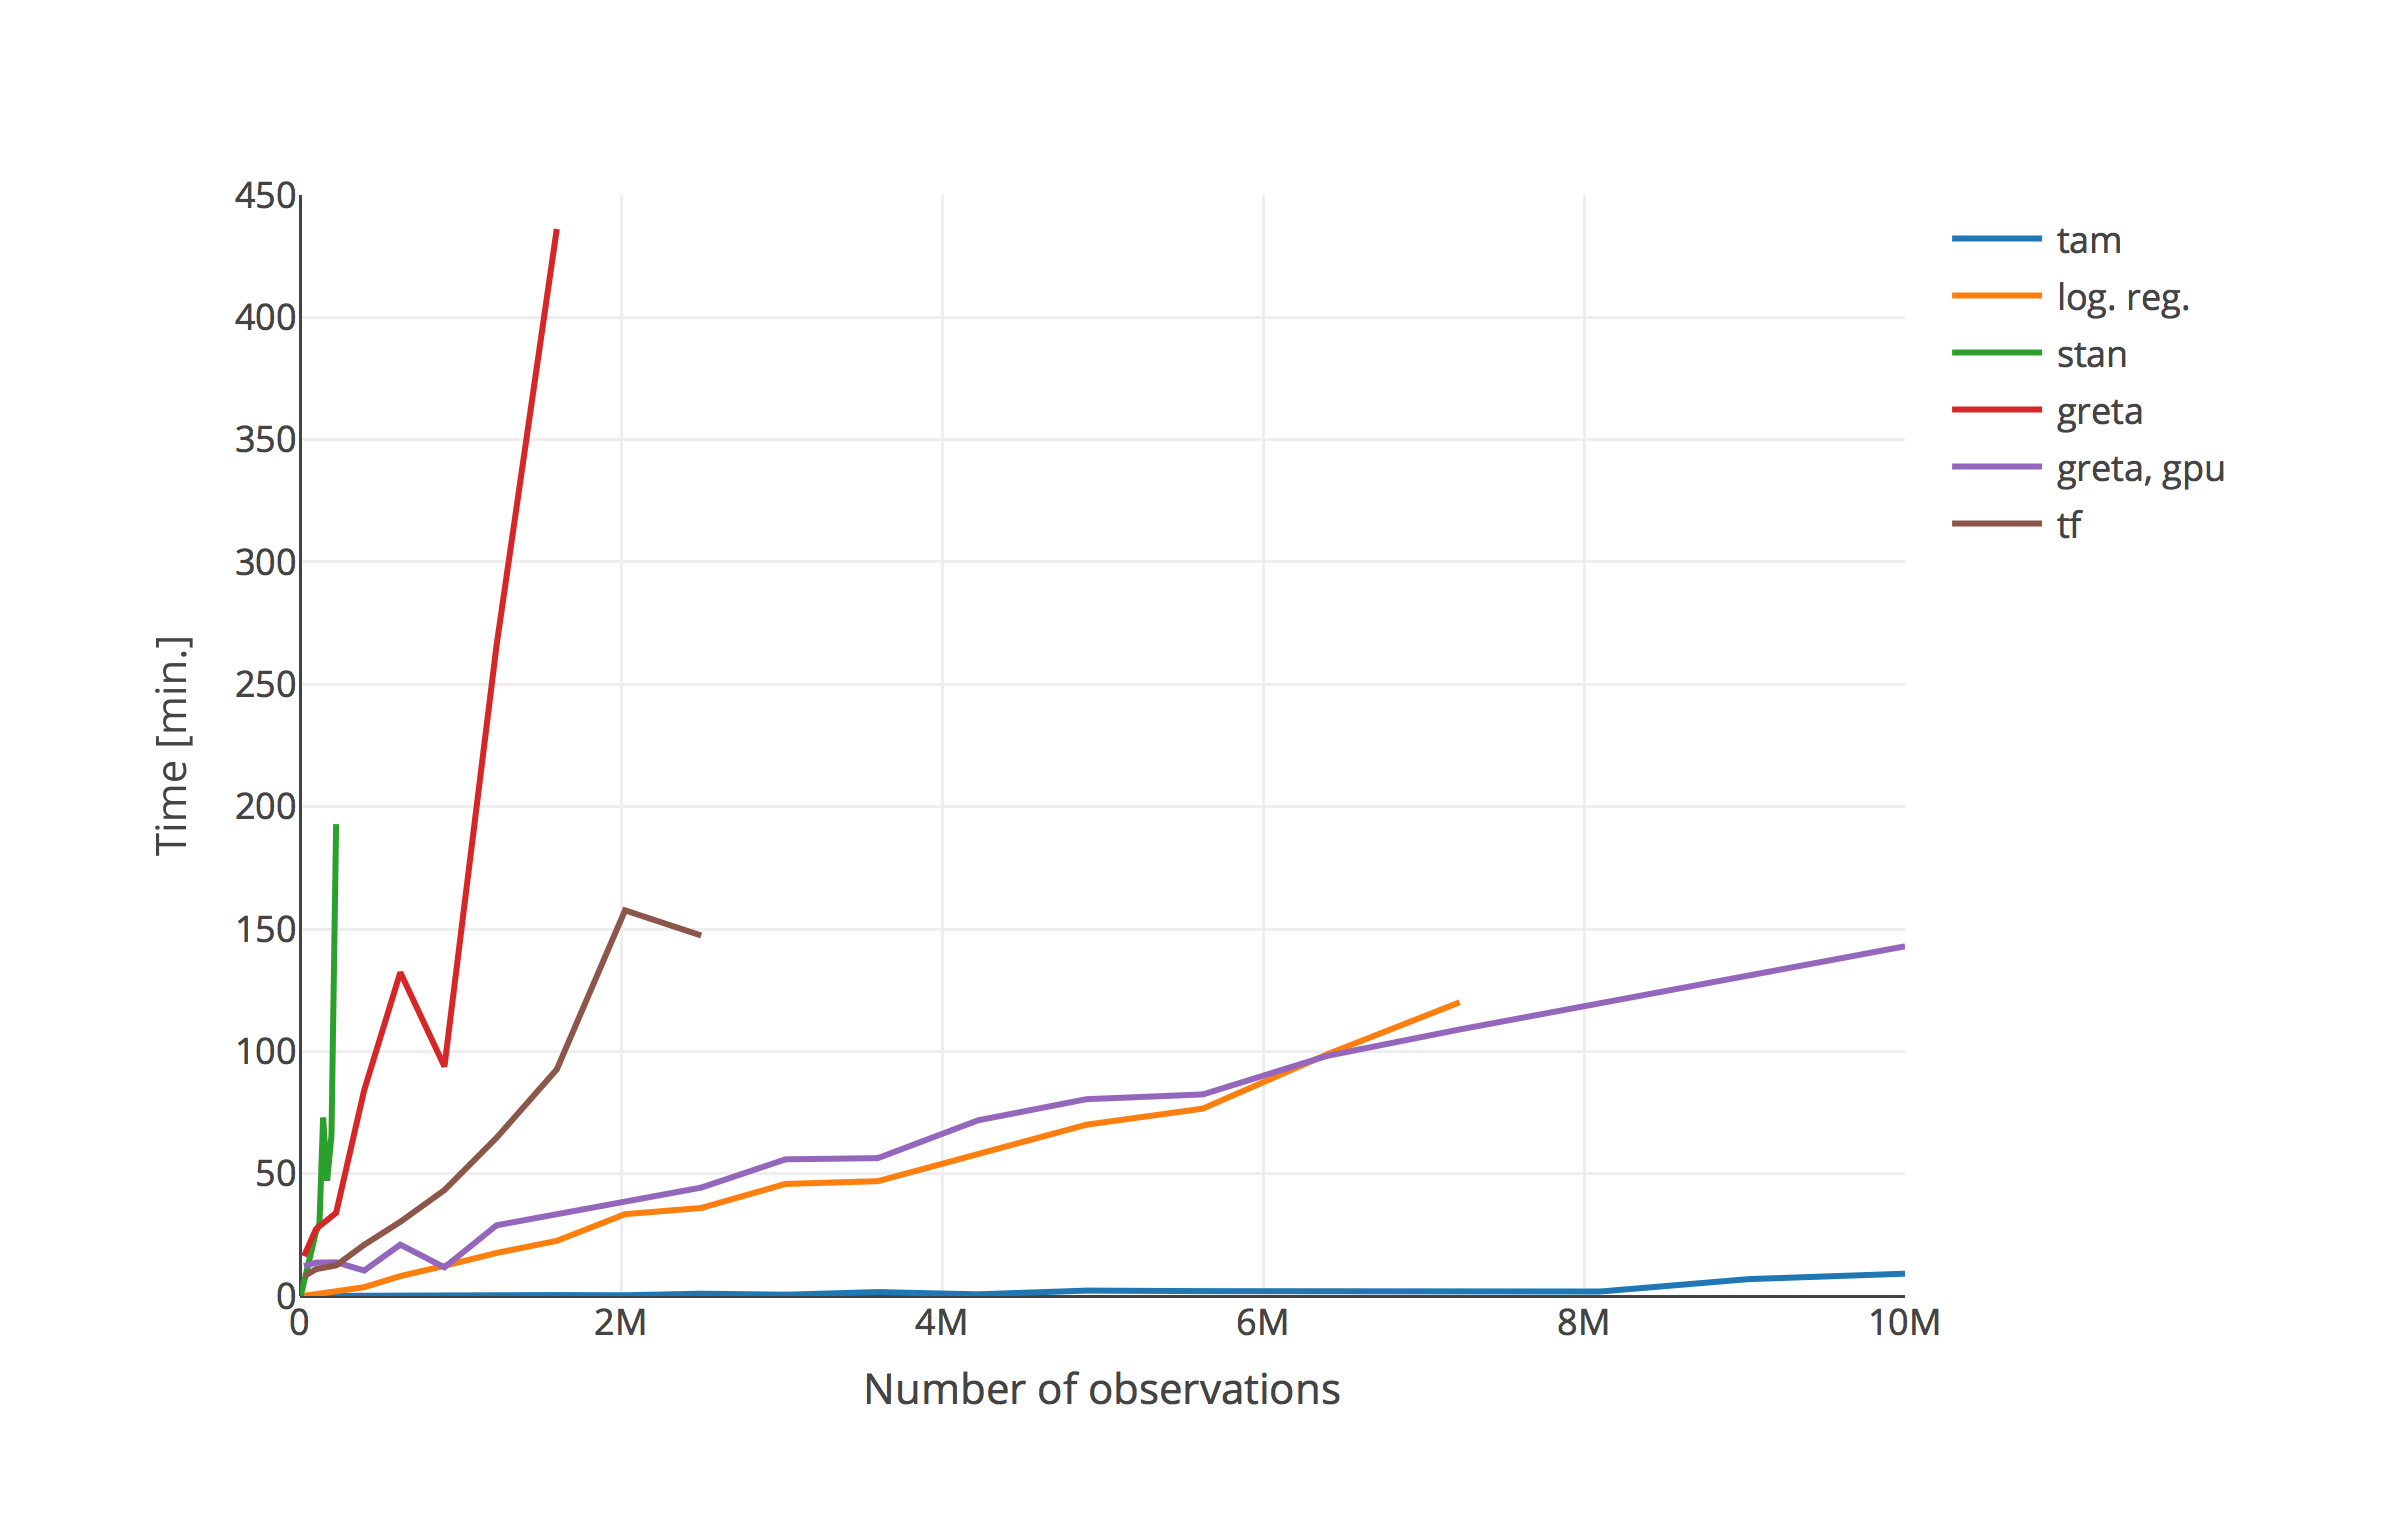 450
400
350
300
250
200
150
100
50
0
Time [min.]
0 2M 4M 6M 8M 10M
Number of observations
tam
log. reg.
stan
greta
greta, gpu
tf